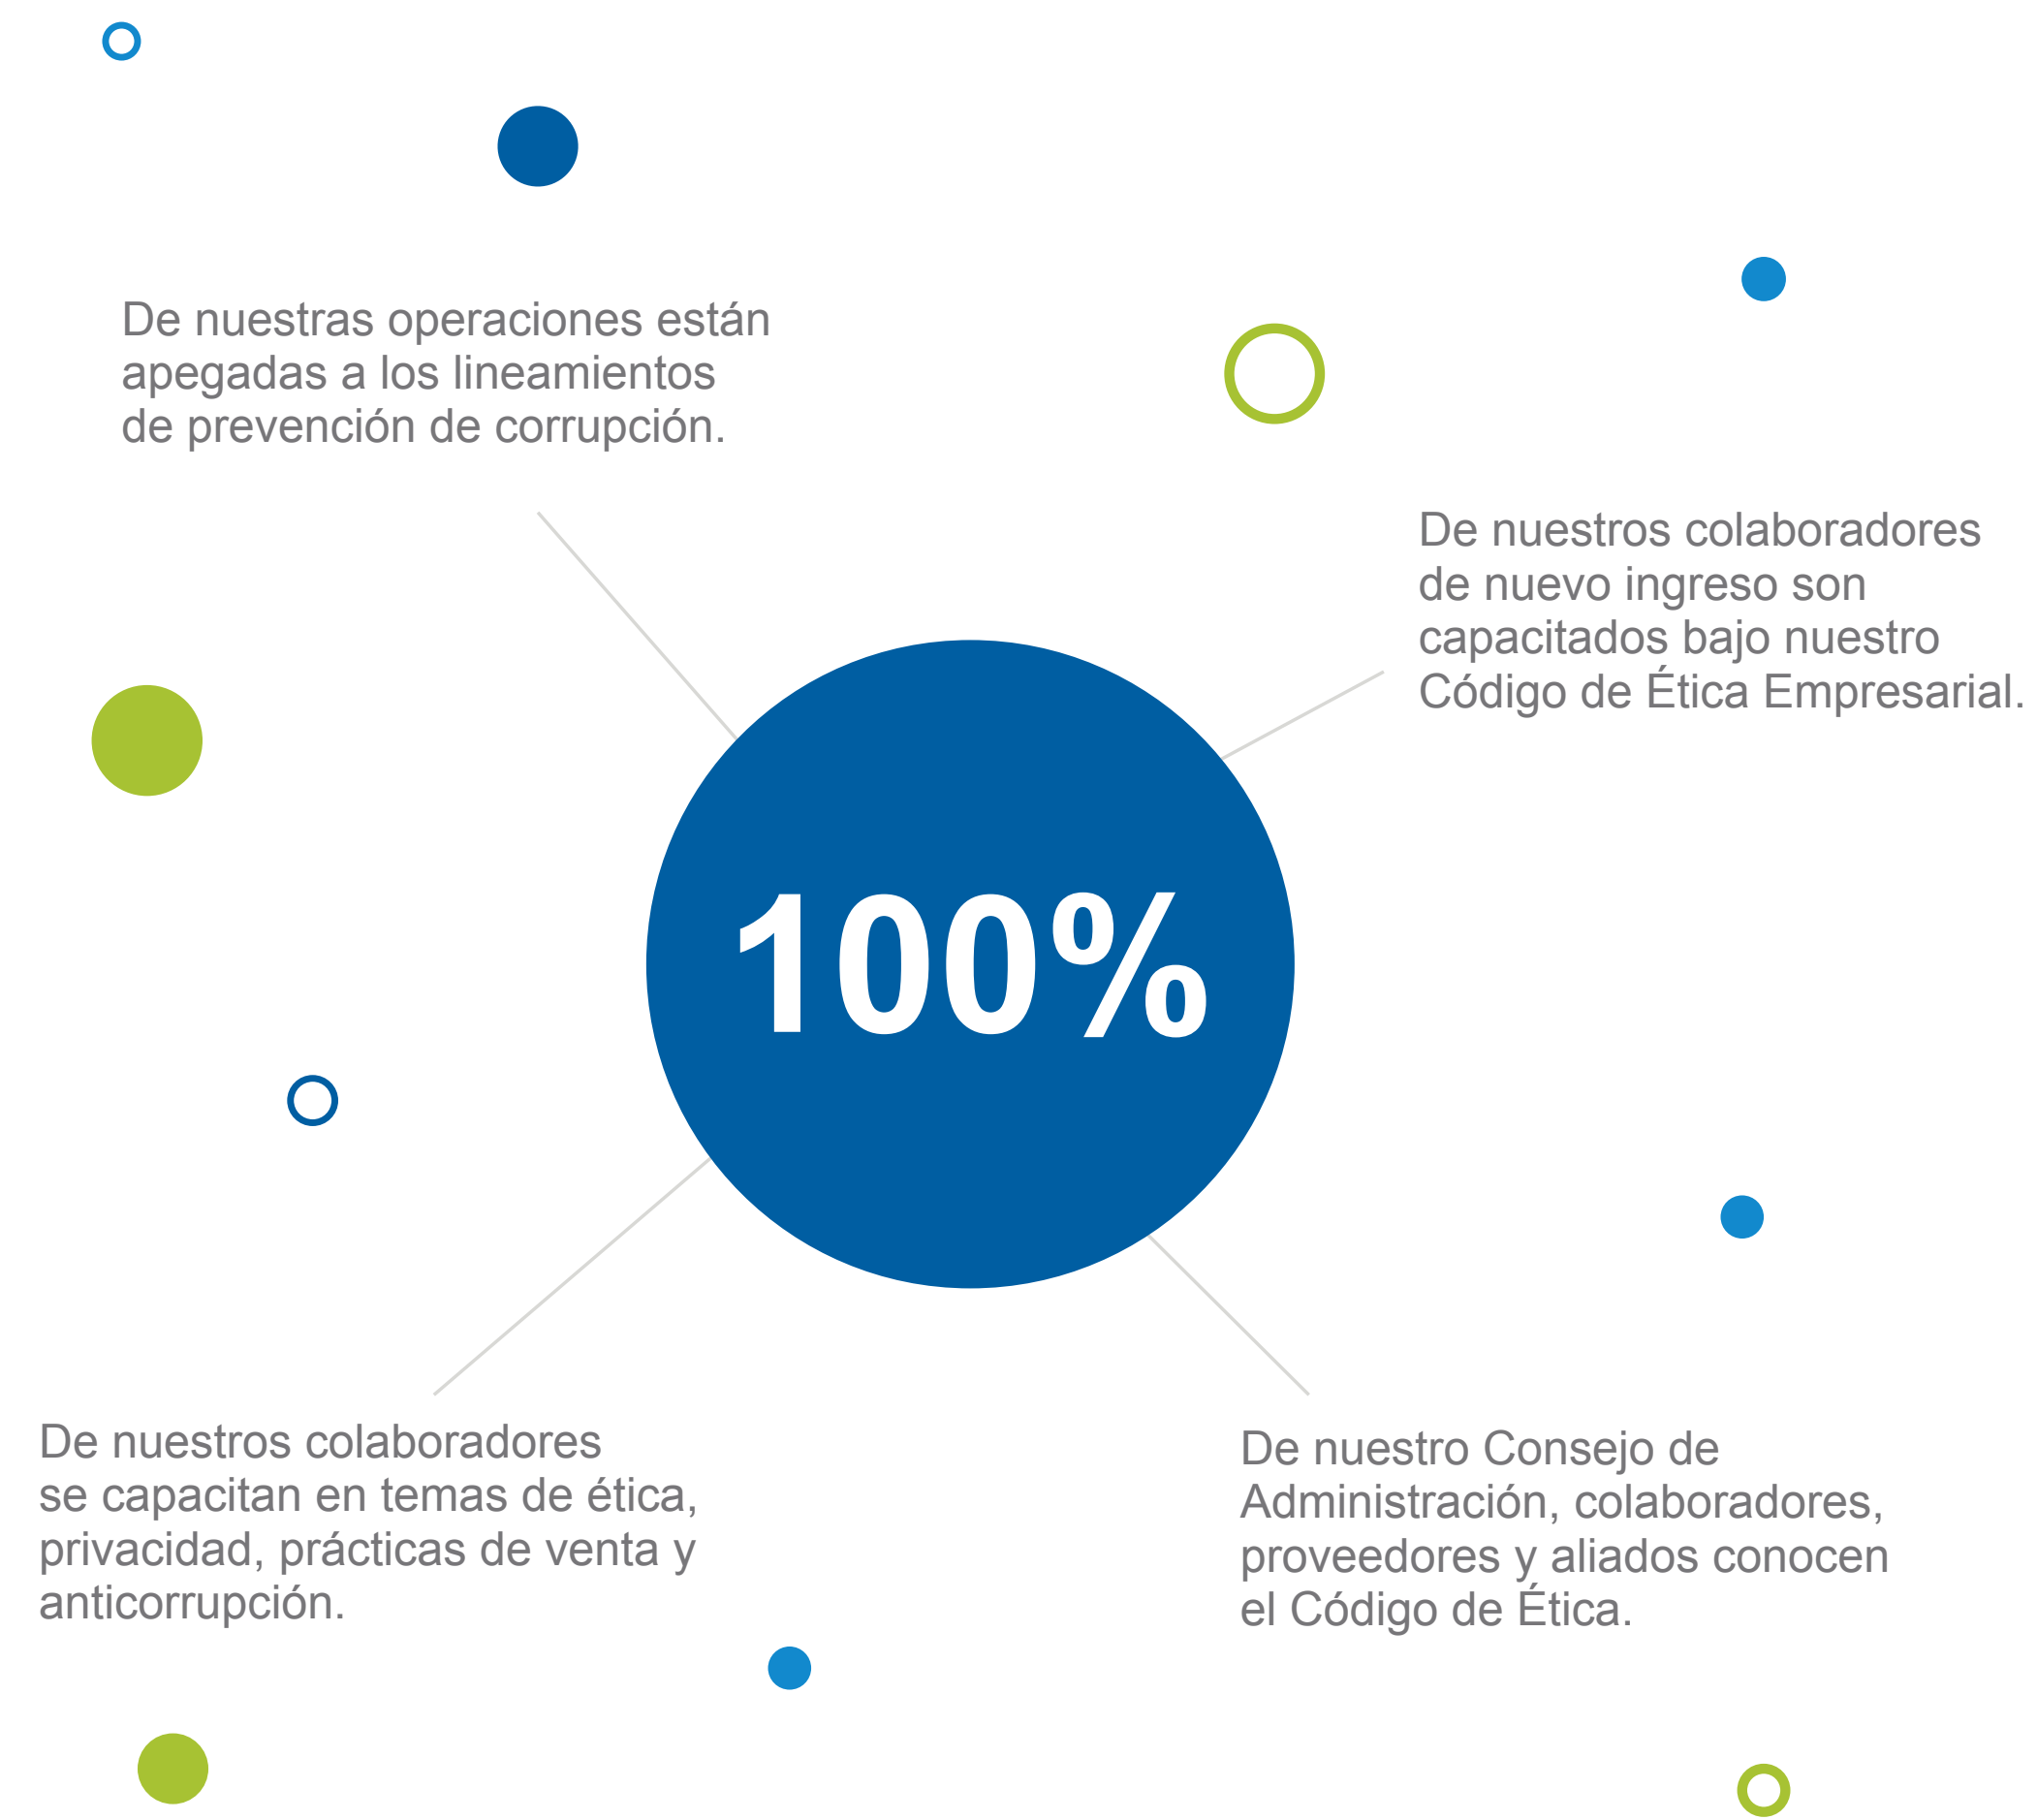 De nuestras operaciones están
apegadas a los lineamientos
de prevención de corrupción.
De nuestros colaboradores
de nuevo ingreso son
capacitados bajo nuestro
Código de Ética Empresarial.
100%
De nuestros colaboradores
se capacitan en temas de ética,
privacidad, prácticas de venta y
anticorrupción.
De nuestro Consejo de
Administración, colaboradores,
proveedores y aliados conocen
el Código de Ética.